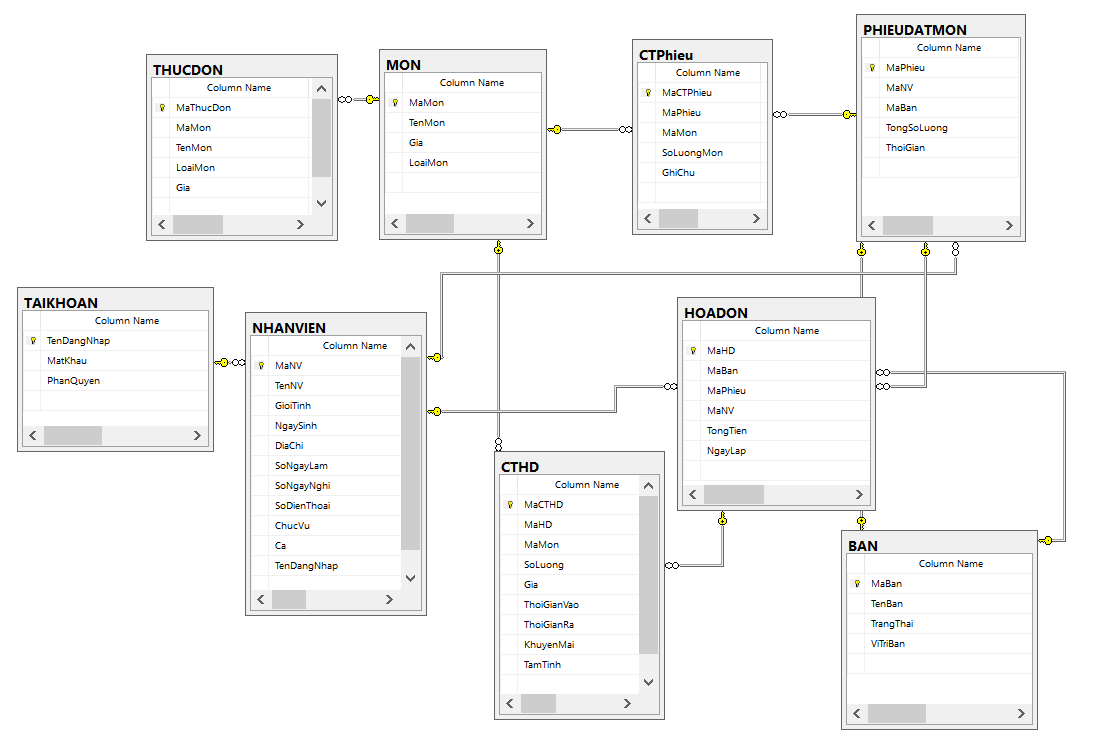 THUCDON
Column Name
MaThucDon
MaMon
TenMon
LoaiMon
Gia
MON
Column Name
MaMon
TenMon
Gia
LoaiMon
CTPhieu
Column Name
MaCTPhieu
MaPhieu
MaMon
SoLuongMon
GhiChu
PHIEUDATMON
Column Name
MaPhieu
MaNV
MaBan
TongSoLuong
ThoiGian
TAIKHOAN
Column Name
TenDangNhap
MatKhau
PhanQuyen
NHANVIEN
Column Name
MaNV
TenNV
GioiTinh
NgaySinh
DiaChi
SoNgayLam
SoNgayNghi
SoDienThoai
ChucVu
Ca
TenDangNhap
HOADON
Column Name
MaHD
MaBan
MaPhieu
MaNV
TongTien
NgayLap
CTHD
Column Name
MaCTHD
MaHD
MaMon
SoLuong
Gia
ThoiGianVao
ThoiGianRa
KhuyenMai
TamTinh
BAN
Column Name
MaBan
TenBan
TrangThai
ViTriBan